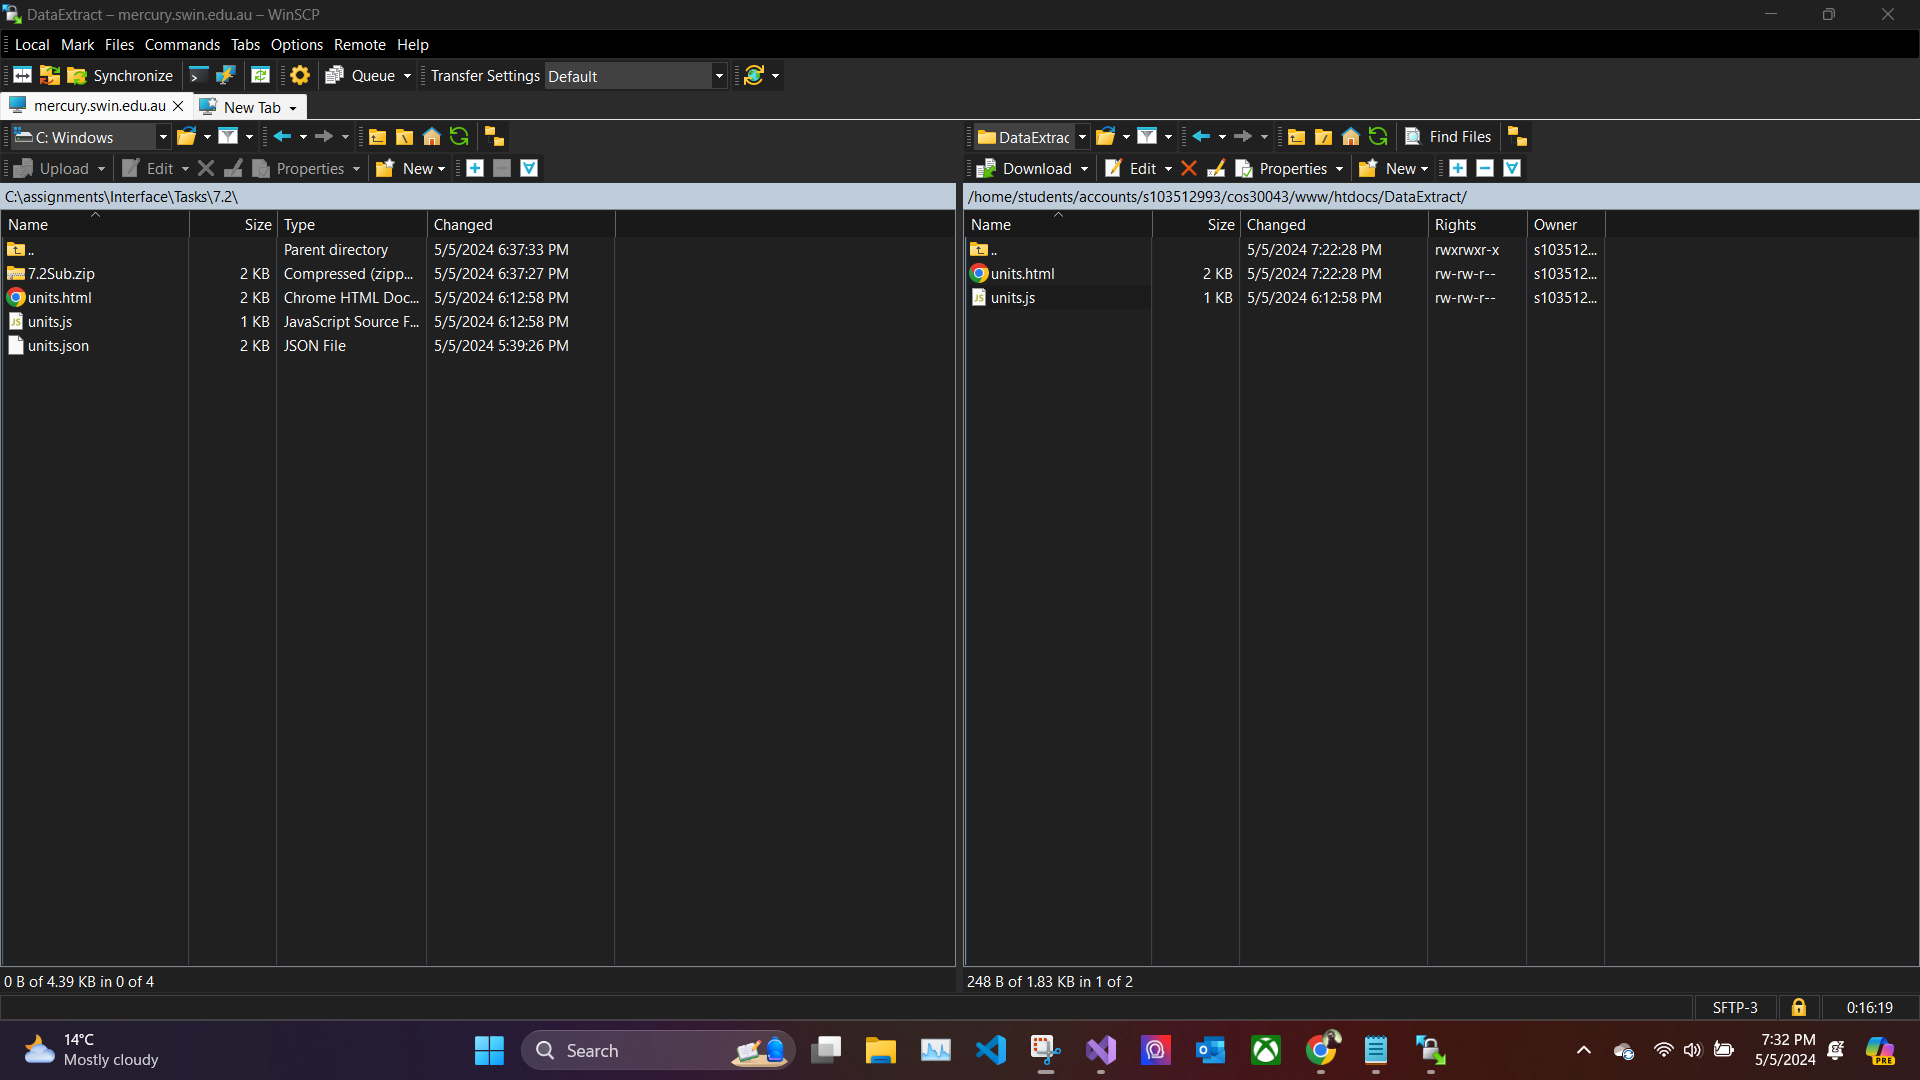 DataExtract – mercury.swin.edu.au – WinSCP
Local Mark Files Commands Tabs Options Remote Help
Synchronize Queue Transfer Settings Default
mercury.swin.edu.au New Tab
C: Windows DataExtrac Find Files
Upload Edit Properties New Download Edit Properties New
C:\assignments\Interface\Tasks\7.2\ /home/students/accounts/s103512993/cos30043/www/htdocs/DataExtract/
Name Size Type Changed
.. Parent directory 5/5/2024 6:37:33 PM
7.2Sub.zip 2 KB Compressed (zipp... 5/5/2024 6:37:27 PM
units.html 2 KB Chrome HTML Doc... 5/5/2024 6:12:58 PM
units.js 1 KB JavaScript Source F... 5/5/2024 6:12:58 PM
units.json 2 KB JSON File 5/5/2024 5:39:26 PM
Name Size Changed Rights Owner
.. 5/5/2024 7:22:28 PM rwxrwxr-x s103512...
units.html 2 KB 5/5/2024 7:22:28 PM rw-rw-r-- s103512...
units.js 1 KB 5/5/2024 6:12:58 PM rw-rw-r-- s103512...
0 B of 4.39 KB in 0 of 4 248 B of 1.83 KB in 1 of 2
SFTP-3 0:16:19
14°C
Mostly cloudy
Search
7:32 PM
5/5/2024
PRE